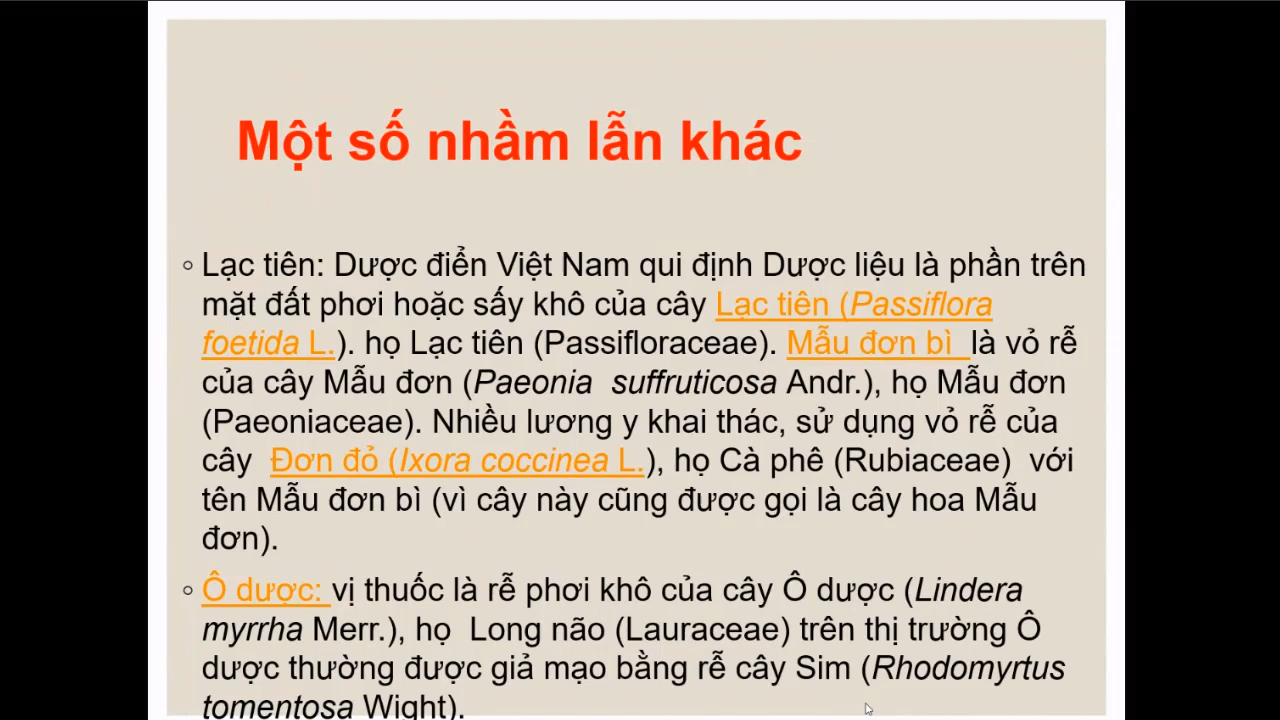 Một số nhầm lẫn khác
◦ Lạc tiên: Dược điển Việt Nam qui định Dược liệu là phần trên
mặt đất phơi hoặc sấy khô của cây Lạc tiên (Passiflora
foetida L.). họ Lạc tiên (Passifloraceae). Mẫu đơn bì là vỏ rễ
của cây Mẫu đơn (Paeonia suffruticosa Andr.), họ Mẫu đơn
(Paeoniaceae). Nhiều lương y khai thác, sử dụng vỏ rễ của
cây Đơn đỏ (Ixora coccinea L.), họ Cà phê (Rubiaceae) với
tên Mẫu đơn bì (vì cây này cũng được gọi là cây hoa Mẫu
đơn).
◦ Ô dược: vị thuốc là rễ phơi khô của cây Ô dược (Lindera
myrrha Merr.), họ Long não (Lauraceae) trên thị trường Ô
dược thường được giả mạo bằng rễ cây Sim (Rhodomyrtus
tomentosa Wight).